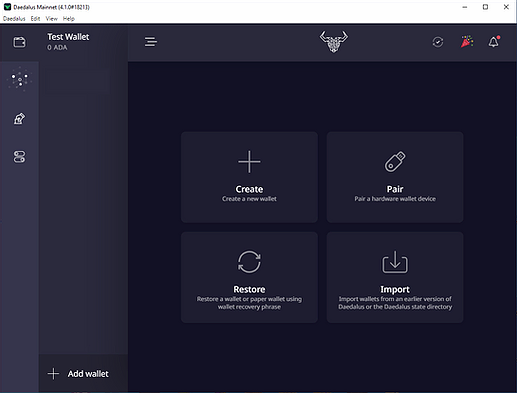 Daedalus Mainnet (4.1.0#18213)
Daedalus Edit View Help
Test Wallet
0 ADA
Create
Create a new wallet
Pair
Pair a hardware wallet device
Restore
Restore a wallet or paper wallet using
wallet recovery phrase
Import
Import wallets from an earlier version of
Daedalus or the Daedalus state directory
Add wallet